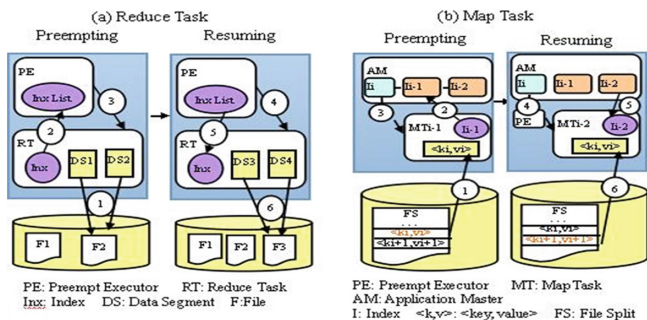 (a) Reduce Task
(b) Map Task
Preempting
Resuming
Preempting
Resuming
PE
Inx List
3
2
RT
Inx
DS1
DS2
1
F1
F2
PE
Inx List
4
5
RT
Inx
DS3
DS4
6
F1
F2
F3
AM
Ii
Ii-1
Ii-2
3
2
MTi-1
Ii-1
<ki,vi>
1
FS
...
<ki,vi>
<ki+1,vi+1>
AM
Ii
Ii-1
Ii-2
4
5
PE
MTi-2
Ii-2
<ki,vi>
6
FS
...
<ki,vi>
<ki+1,vi+1>
PE: Preempt Executor RT: Reduce Task
Inx: Index DS: Data Segment F:File
PE: Preempt Executor MT: Map Task
AM: Application Master
I: Index <k,v>: <key, value> FS: File Split